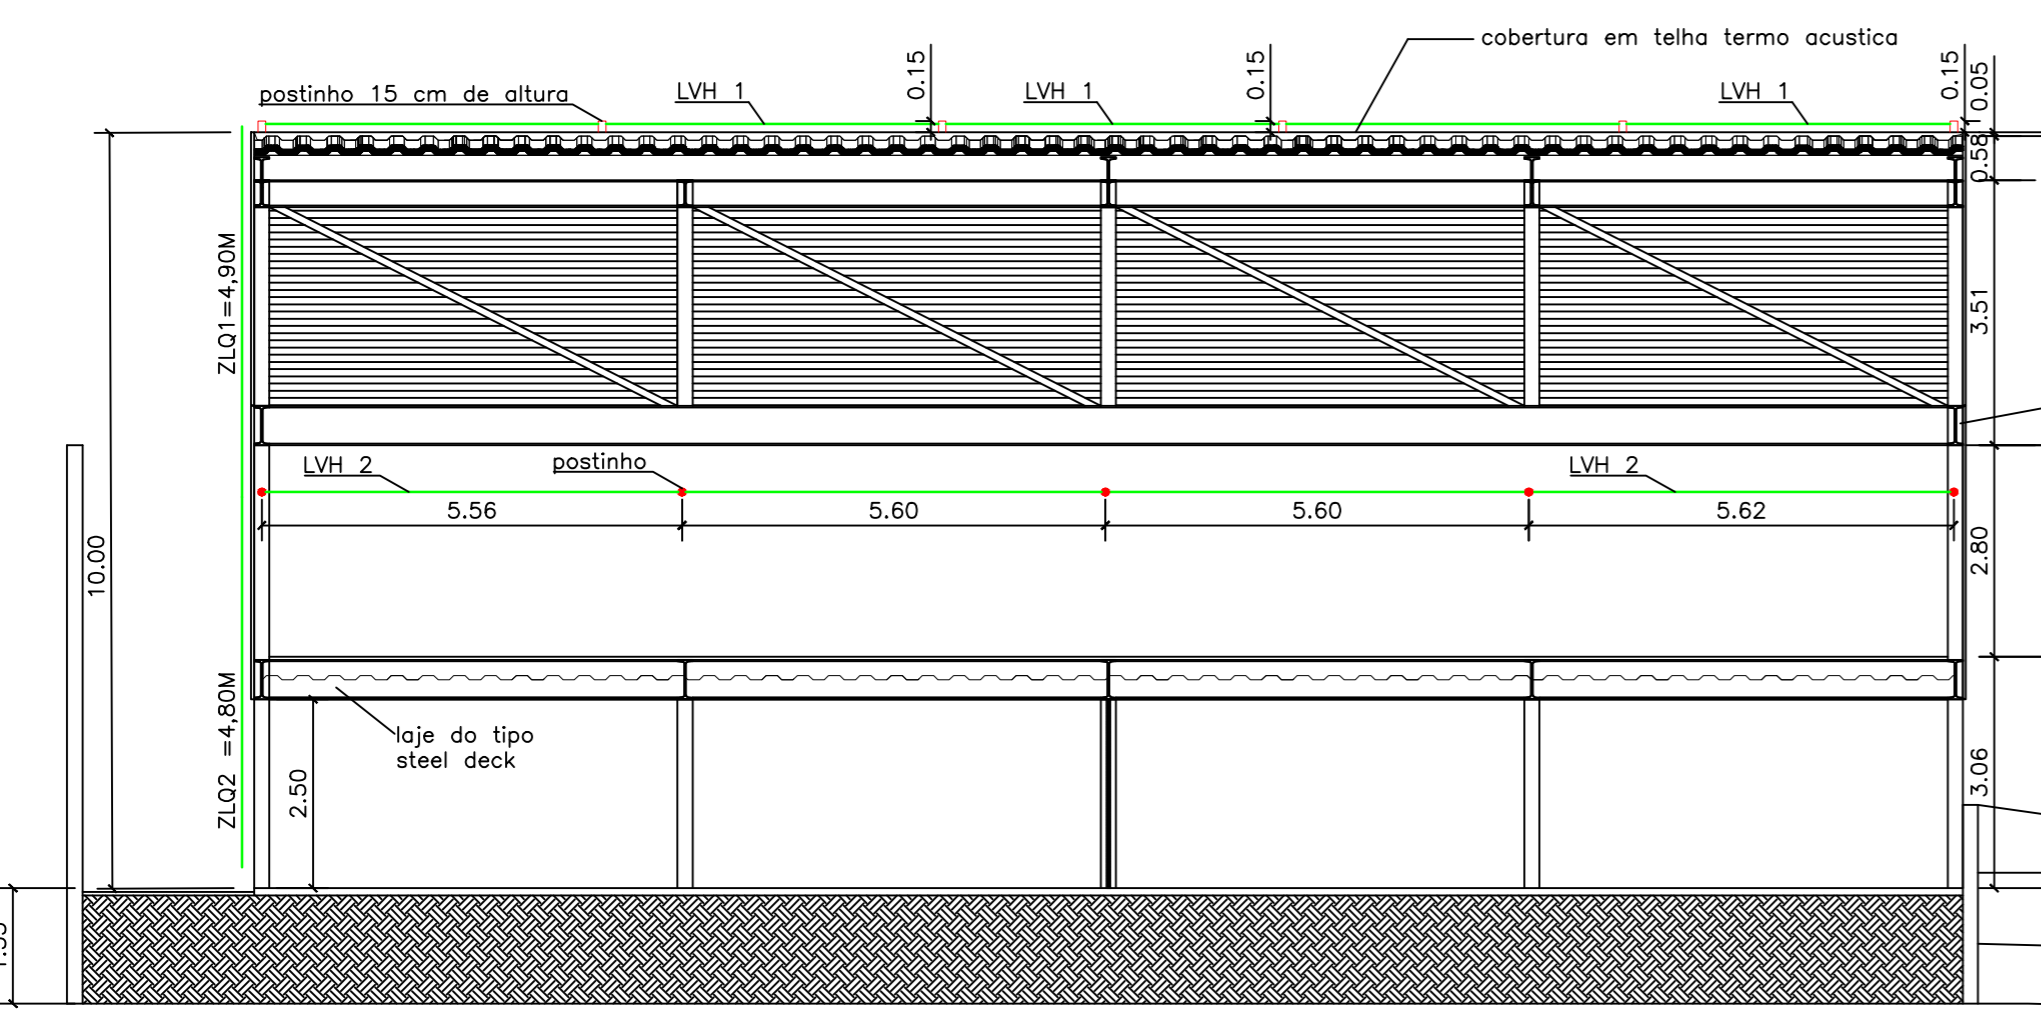 cobertura em telha termo acustica
postinho 15 cm de altura
LVH 1
0.15
LVH 1
0.15
LVH 1
0.15
0.05
0.58
ZLQ1=4,90M
3.51
LVH 2
postinho
LVH 2
5.56
5.60
5.60
5.62
10.00
2.80
ZLQ2 =4,80M
laje do tipo
steel deck
2.50
3.06